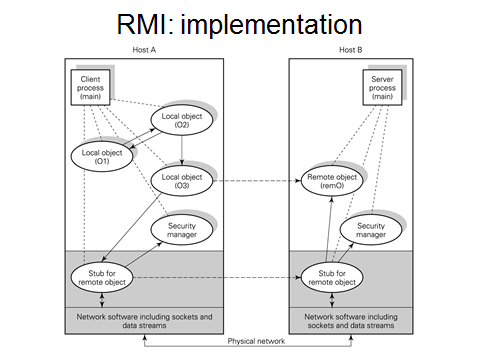 RMI: implementation
Host A
Host B
Client
process
(main)
Local object
(O2)
Local object
(O1)
Local object
(O3)
Security
manager
Stub for
remote object
Network software including sockets and
data streams
Server
process
(main)
Remote object
(remO)
Security
manager
Stub for
remote object
Network software including
sockets and data streams
Physical network